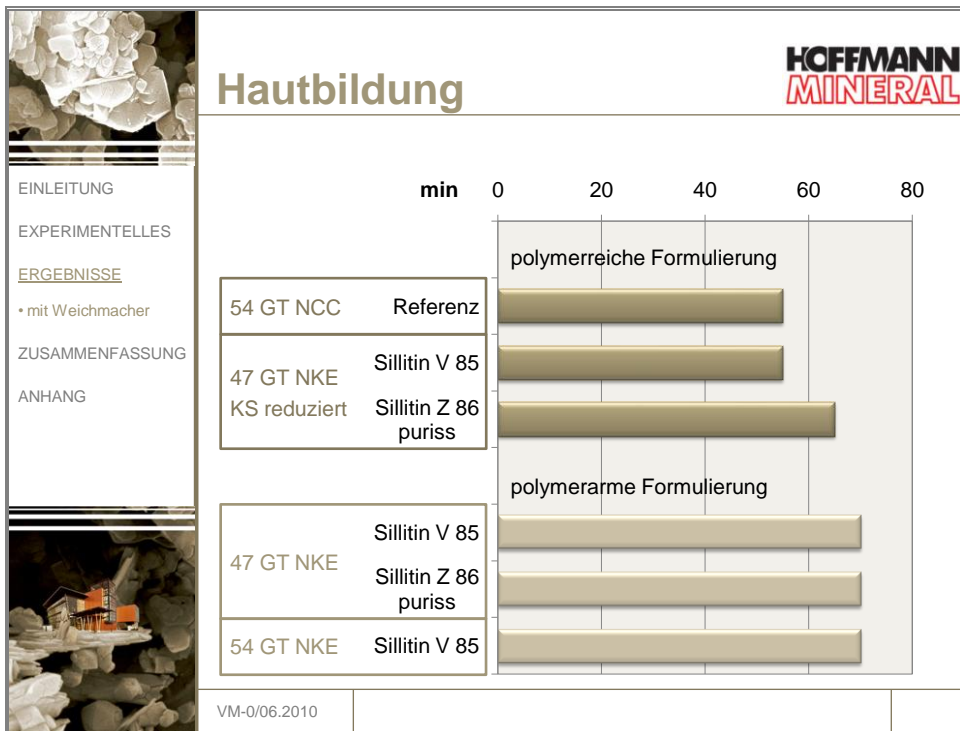 Hautbildung
HOFFMANN
MINERAL
EINLEITUNG
EXPERIMENTELLES
ERGEBNISSE
• mit Weichmacher
ZUSAMMENFASSUNG
ANHANG
min 0 20 40 60 80
polymerreiche Formulierung
54 GT NCC Referenz
47 GT NKE
KS reduziert
Sillitin V 85
Sillitin Z 86
puriss
polymerarme Formulierung
47 GT NKE
Sillitin V 85
Sillitin Z 86
puriss
54 GT NKE Sillitin V 85
VM-0/06.2010